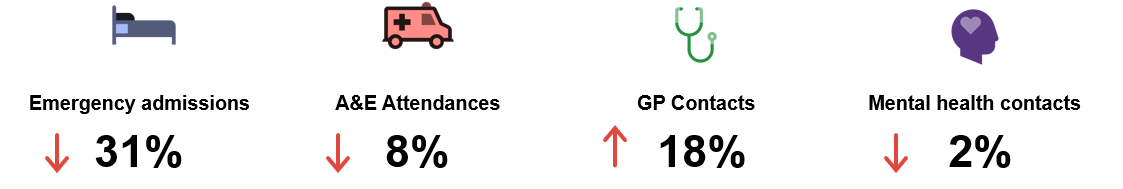 Emergency admissions
A&E Attendances
GP Contacts
Mental health contacts
31%
8%
18%
2%